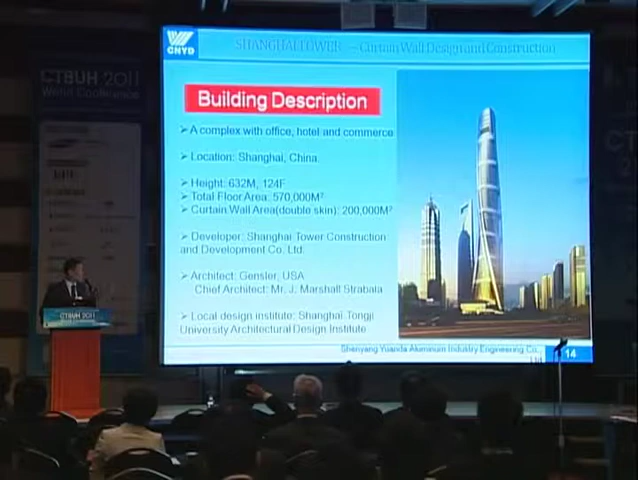 CNYD
SHANGHAI TOWER — Curtain Wall Design and Construction
CTBUH 2011
World Conference
Building Description
➢ A complex with office, hotel and commerce
➢ Location: Shanghai, China.
➢ Height: 632M, 124F
➢ Total Floor Area: 570,000M²
➢ Curtain Wall Area(double skin): 200,000M²
➢ Developer: Shanghai Tower Construction
and Development Co. Ltd.
➢ Architect: Gensler, USA
Chief Architect: Mr. J. Marshall Strabala
➢ Local design institute: Shanghai Tongji
University Architectural Design Institute
CTBUH 2011
Shenyang Yuanda Aluminum Industry Engineering Co.,
Ltd
14